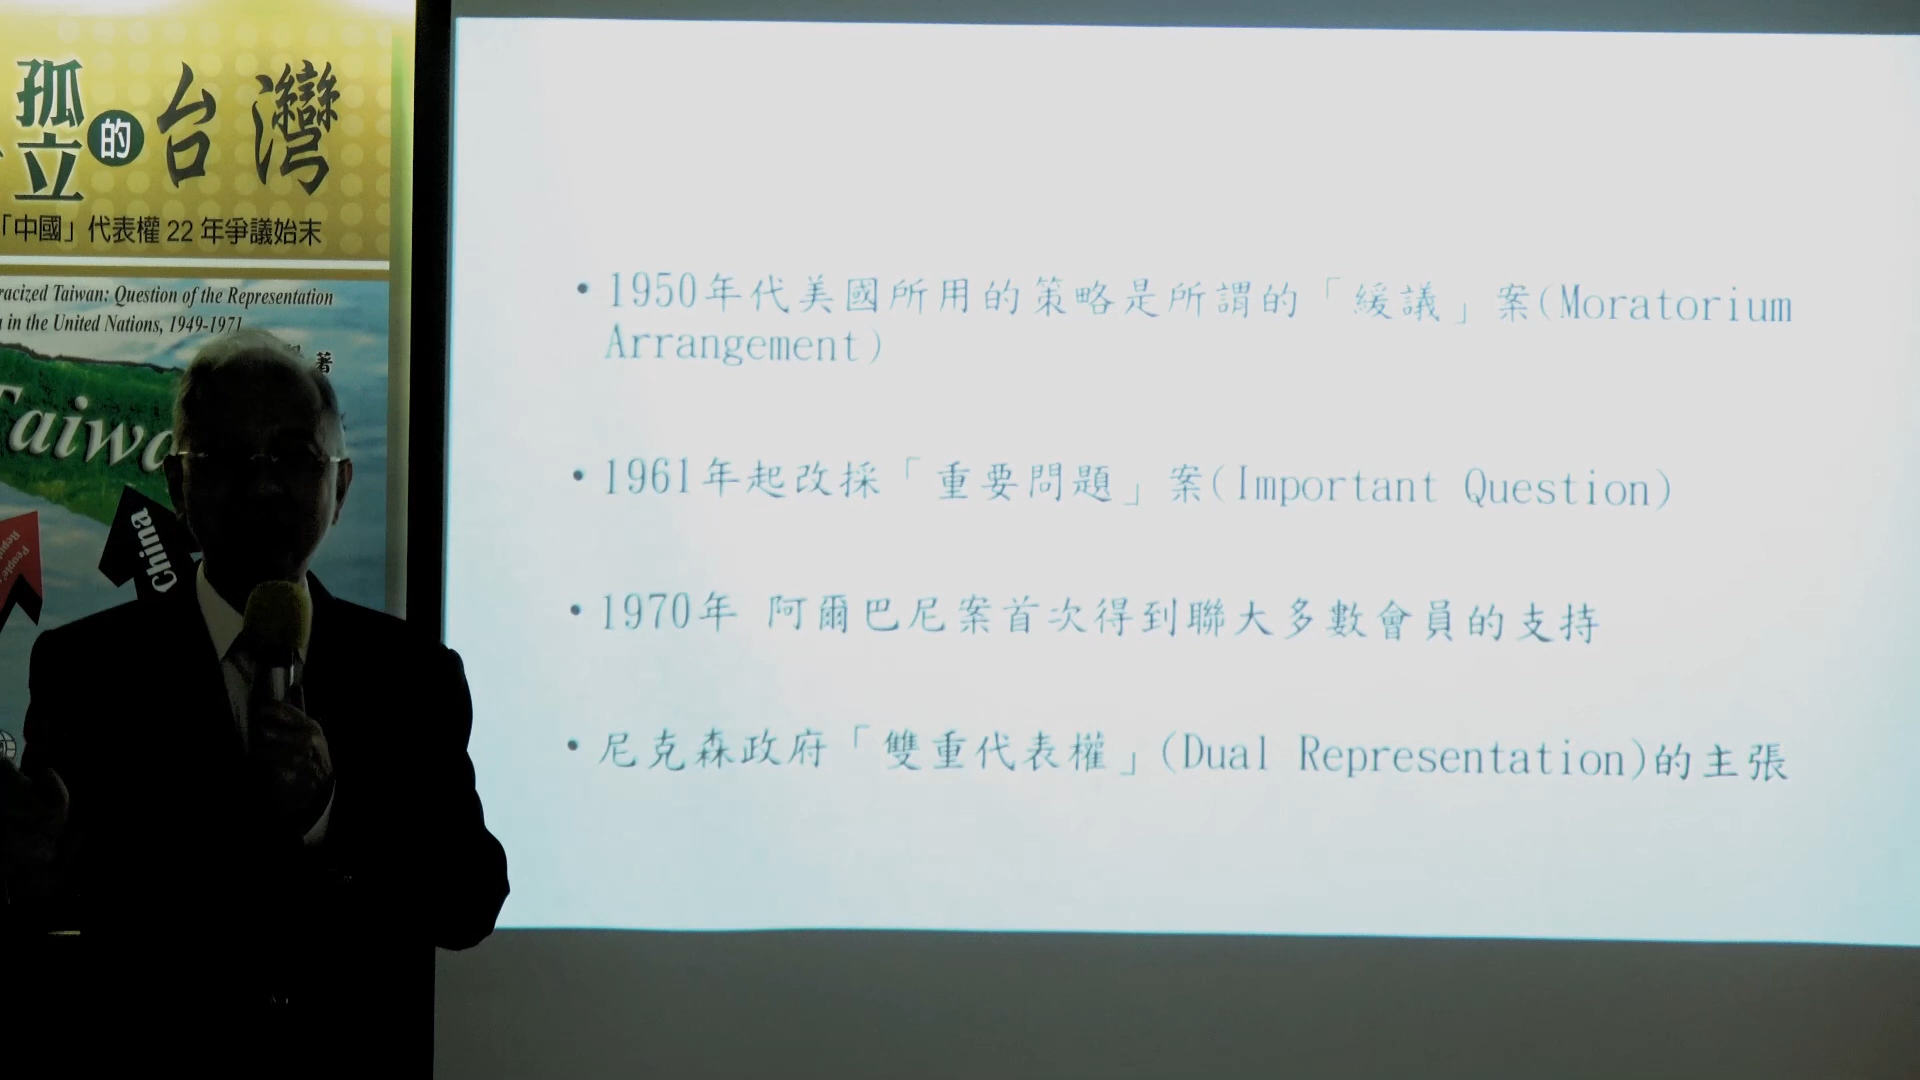 孤立的台灣
「中國」代表權 22 年爭議始末
Taiwan: Question of the Representation
in the United Nations, 1949-1971
著
China
• 1950年代美國所用的策略是所謂的「緩議」案(Moratorium
Arrangement)
• 1961年起改採「重要問題」案(Important Question)
• 1970年 阿爾巴尼案首次得到聯大多數會員的支持
• 尼克森政府「雙重代表權」(Dual Representation)的主張